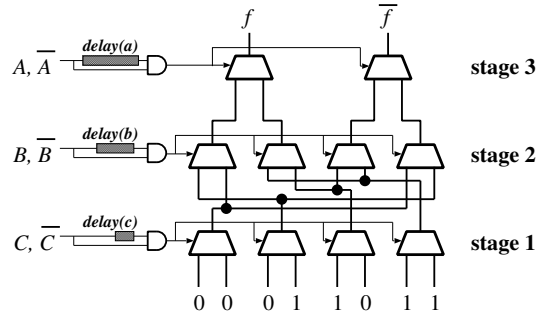 f f̅
delay(a)
A, A̅ stage 3
delay(b)
B, B̅ stage 2
delay(c)
C, C̅ stage 1
0 0 0 1 1 0 1 1